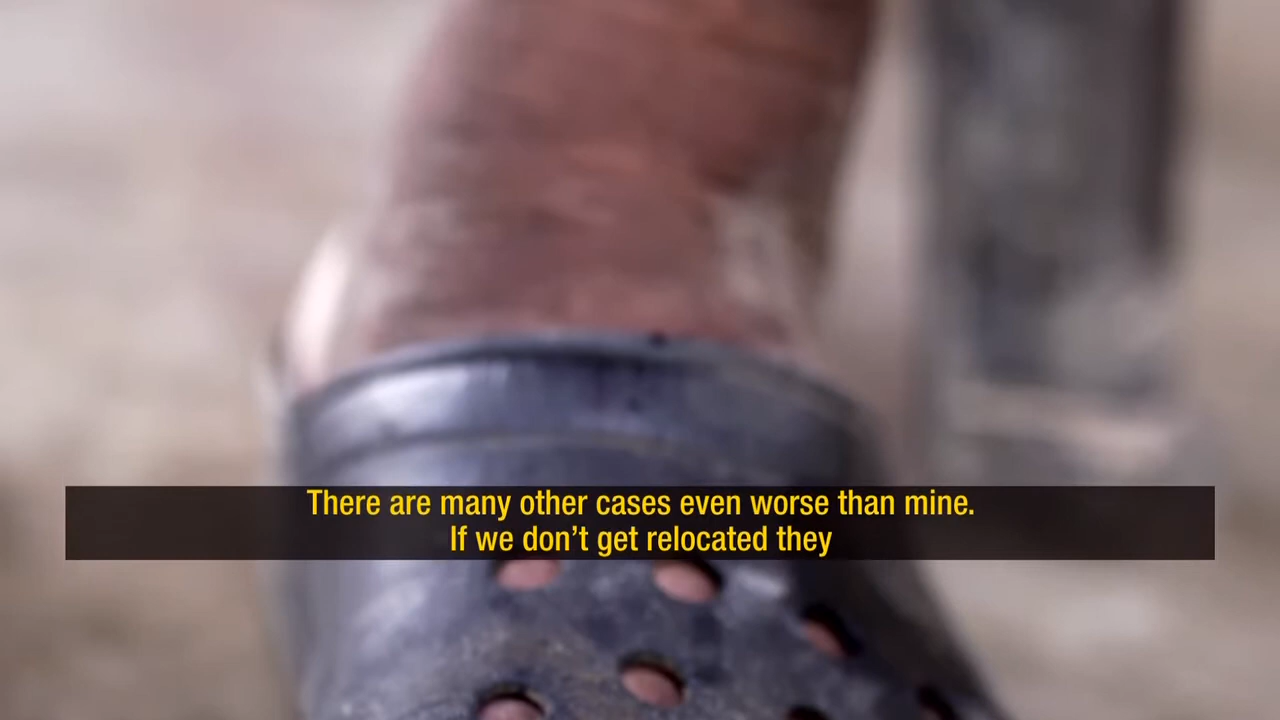 There are many other cases even worse than mine.
If we don’t get relocated they